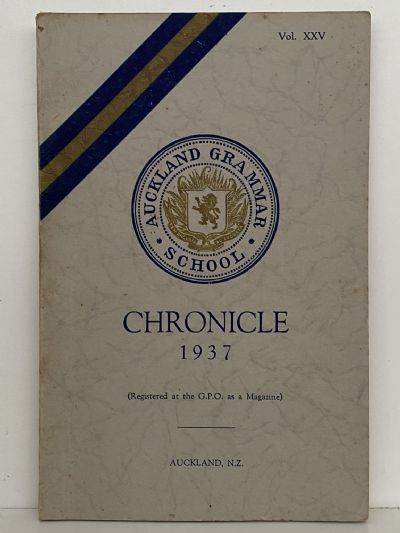 Vol. XXV
AUCKLAND GRAMMAR
SCHOOL
CHRONICLE
1937
(Registered at the G.P.O. as a Magazine)
AUCKLAND, N.Z.